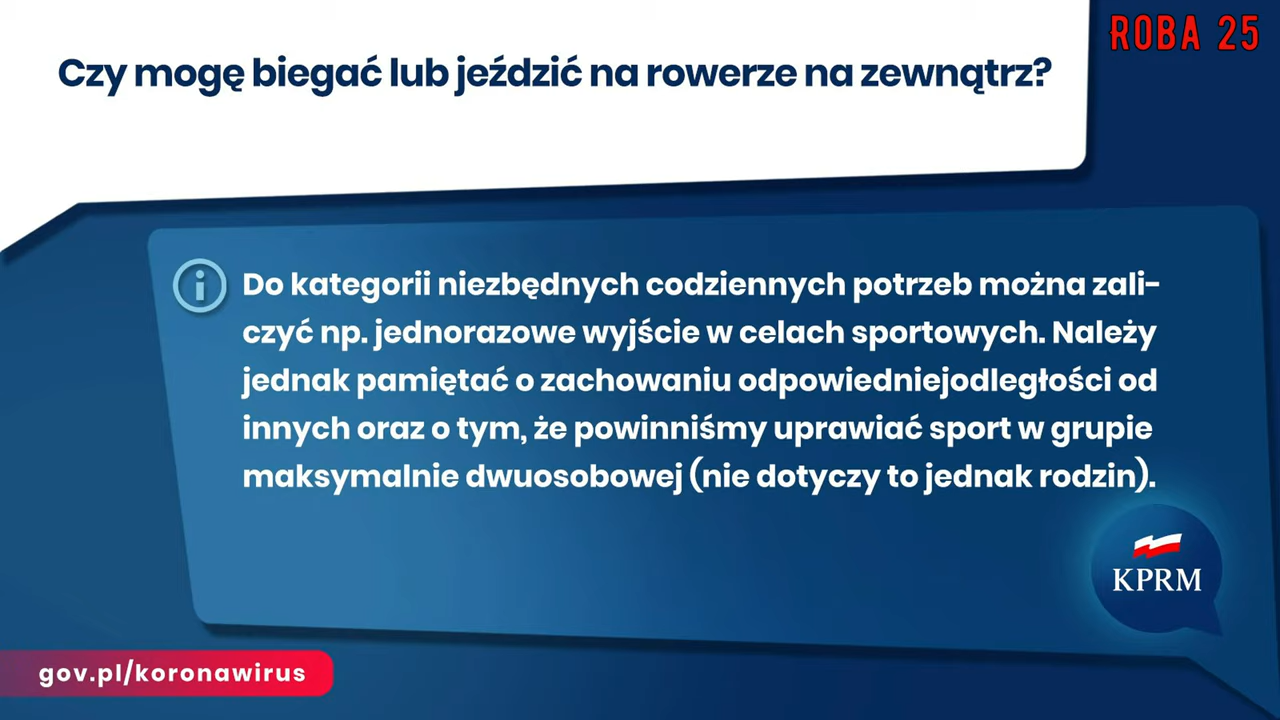 ROBA 25
Czy mogę biegać lub jeździć na rowerze na zewnątrz?
Do kategorii niezbędnych codziennych potrzeb można zali-
czyć np. jednorazowe wyjście w celach sportowych. Należy
jednak pamiętać o zachowaniu odpowiedniejodległości od
innych oraz o tym, że powinniśmy uprawiać sport w grupie
maksymalnie dwuosobowej (nie dotyczy to jednak rodzin).
KPRM
gov.pl/koronawirus